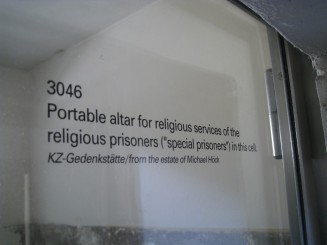 3046
Portable altar for religious services of the
religious prisoners ("special prisoners") in this cell.
KZ-Gedenkstätte/from the estate of Michael Höck